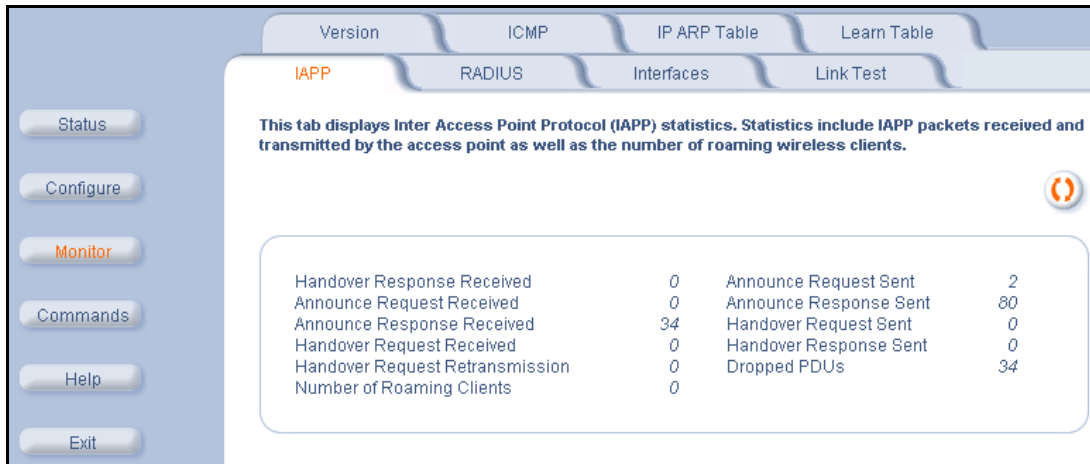 Version ICMP IP ARP Table Learn Table
IAPP RADIUS Interfaces Link Test
Status
Configure
Monitor
Commands
Help
Exit
This tab displays Inter Access Point Protocol (IAPP) statistics. Statistics include IAPP packets received and
transmitted by the access point as well as the number of roaming wireless clients.
Handover Response Received 0 Announce Request Sent 2
Announce Request Received 0 Announce Response Sent 80
Announce Response Received 34 Handover Request Sent 0
Handover Request Received 0 Handover Response Sent 0
Handover Request Retransmission 0 Dropped PDUs 34
Number of Roaming Clients 0